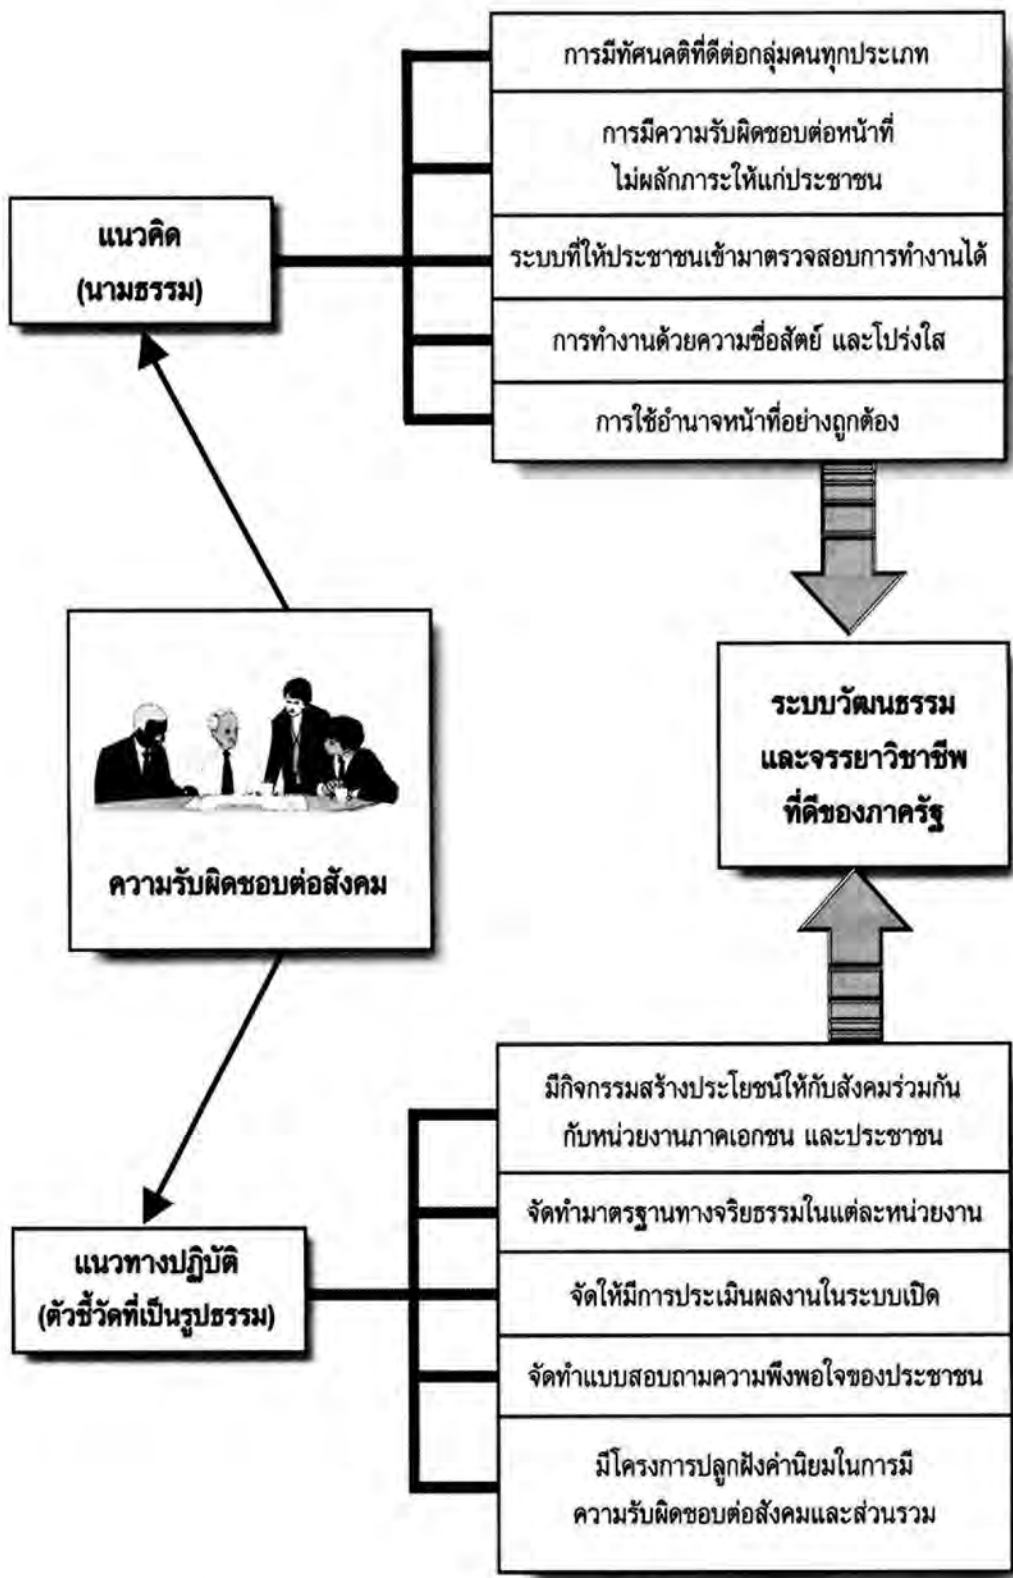 การมีทัศนคติที่ดีต่อกลุ่มคนทุกประเภท
การมีความรับผิดชอบต่อหน้าที่
ไม่ผลักภาระให้แก่ประชาชน
ระบบที่ให้ประชาชนเข้ามาตรวจสอบการทำงานได้
การทำงานด้วยความซื่อสัตย์ และโปร่งใส
การใช้อำนาจหน้าที่อย่างถูกต้อง
แนวคิด
(นามธรรม)
ความรับผิดชอบต่อสังคม
ระบบวัฒนธรรม
และจรรยาวิชาชีพ
ที่ดีของภาครัฐ
แนวทางปฏิบัติ
(ตัวชี้วัดที่เป็นรูปธรรม)
มีกิจกรรมสร้างประโยชน์ให้กับสังคมร่วมกัน
กับหน่วยงานภาคเอกชน และประชาชน
จัดทำมาตรฐานทางจริยธรรมในแต่ละหน่วยงาน
จัดให้มีการประเมินผลงานในระบบเปิด
จัดทำแบบสอบถามความพึงพอใจของประชาชน
มีโครงการปลูกฝังค่านิยมในการมี
ความรับผิดชอบต่อสังคมและส่วนรวม